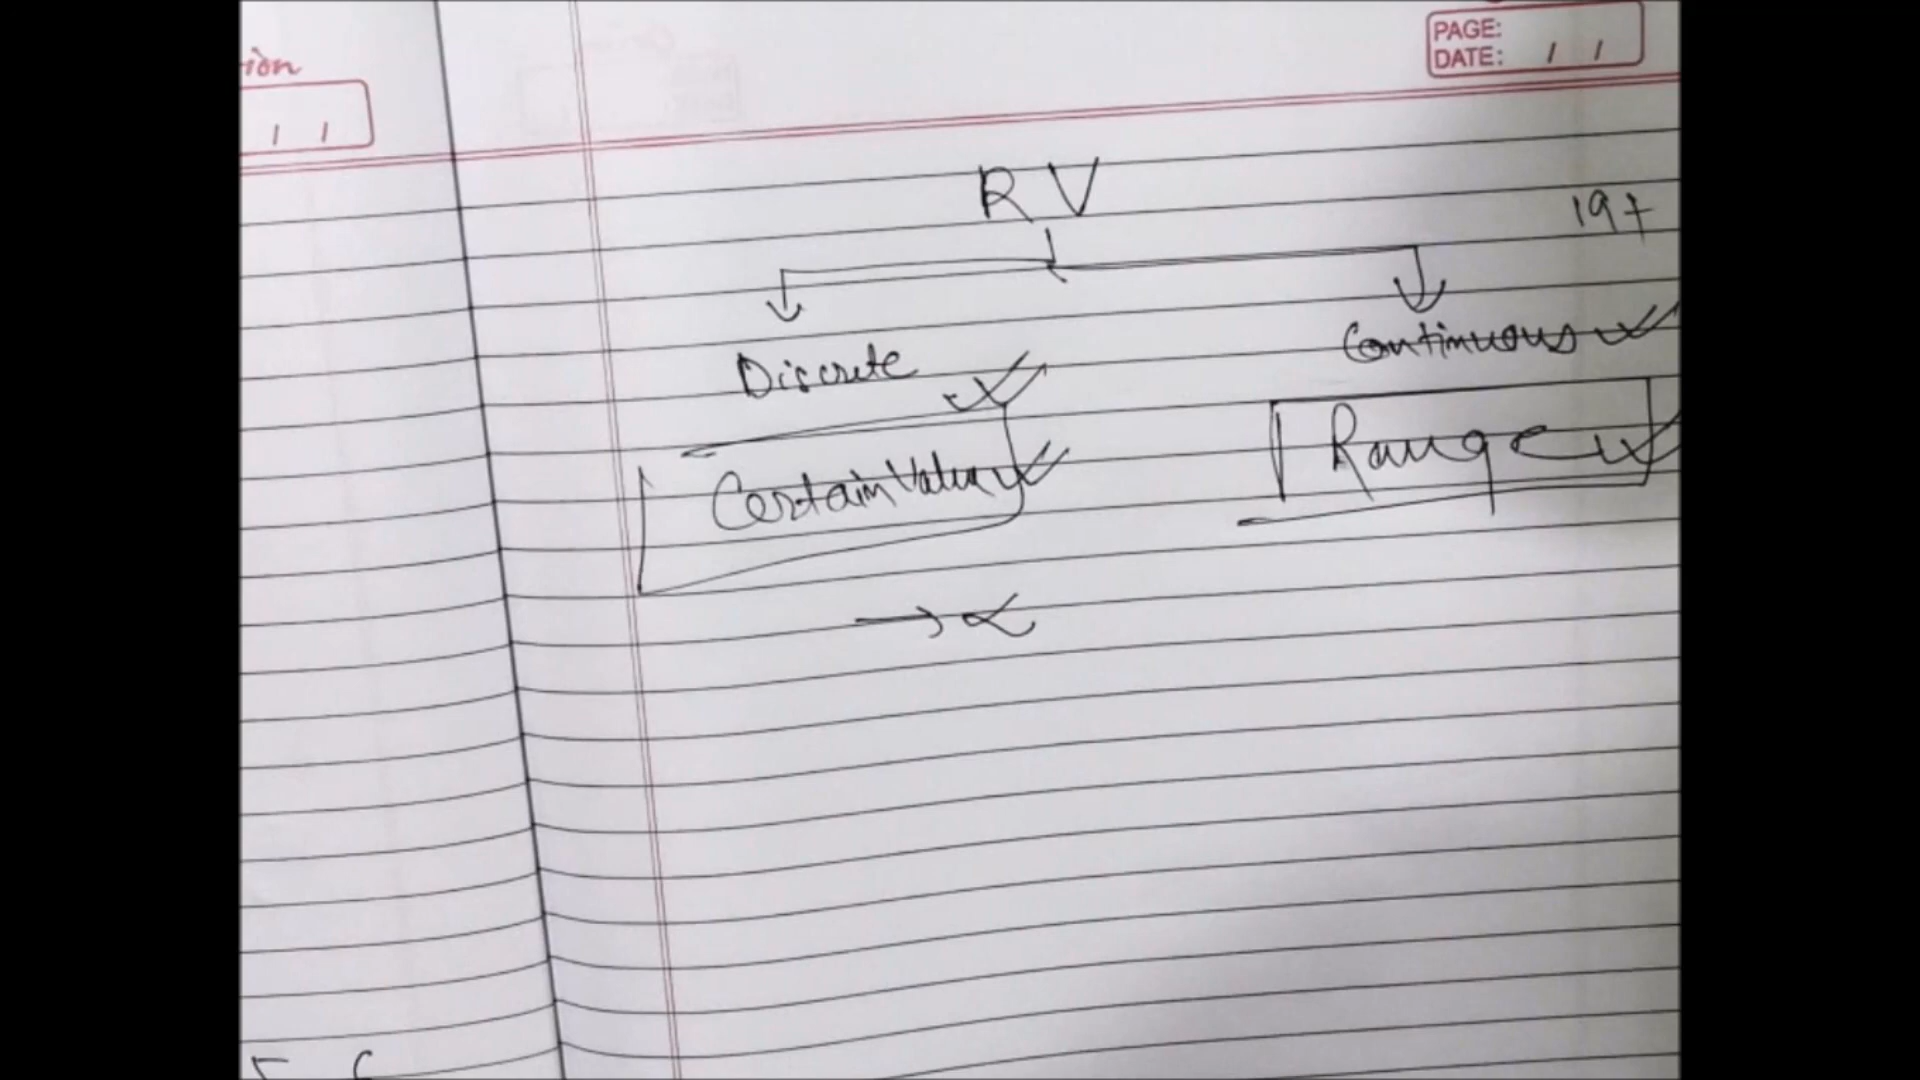 ion
PAGE:
DATE: / /
/ /
RV
197
Discrete
Continuous
Certain Value
Range
→ ∝